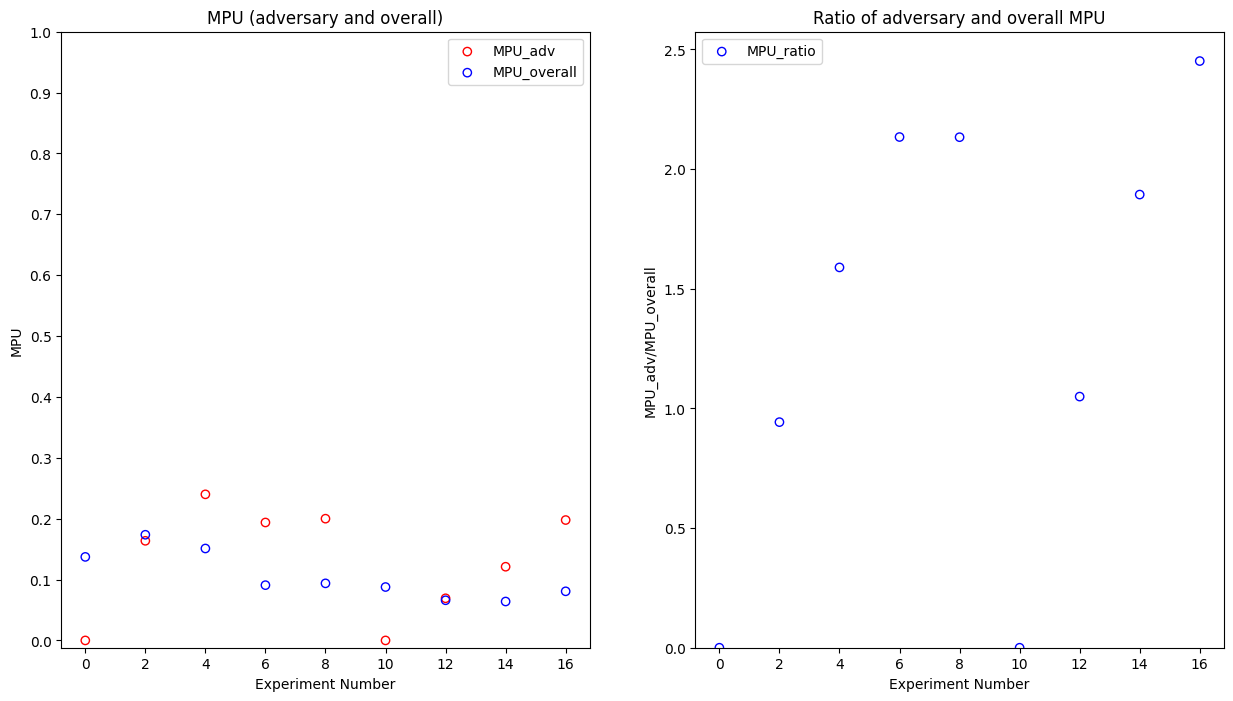 MPU (adversary and overall)
MPU_adv
MPU_overall
1.0
0.9
0.8
0.7
0.6
0.5
0.4
0.3
0.2
0.1
0.0
MPU
0 2 4 6 8 10 12 14 16
Experiment Number
Ratio of adversary and overall MPU
MPU_ratio
2.5
2.0
1.5
1.0
0.5
0.0
MPU_adv/MPU_overall
0 2 4 6 8 10 12 14 16
Experiment Number